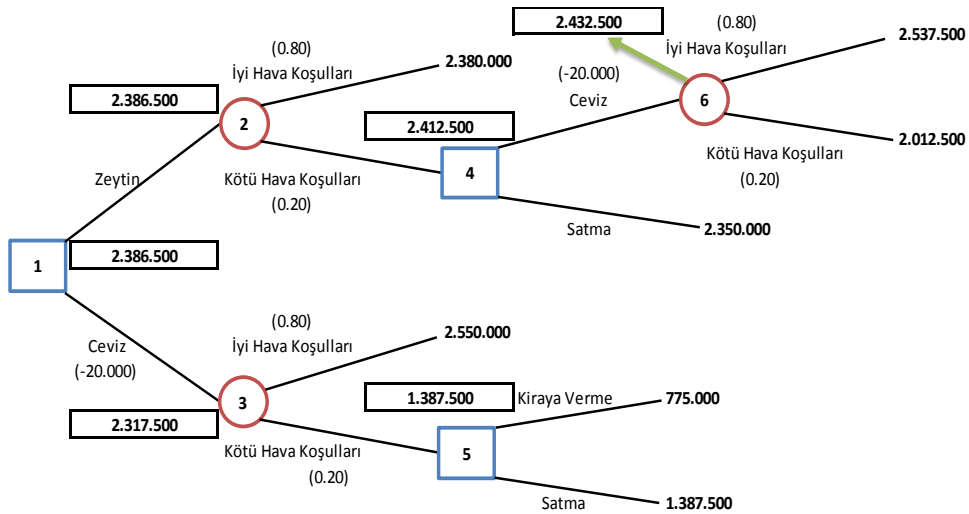 2.432.500
(0.80)
İyi Hava Koşulları
2.537.500
(0.80)
İyi Hava Koşulları
2.380.000
(-20.000)
Ceviz
6
2.386.500
2
2.412.500
2.012.500
Kötü Hava Koşulları
(0.20)
4
Zeytin
Kötü Hava Koşulları
(0.20)
Satma
2.350.000
2.386.500
1
(0.80)
İyi Hava Koşulları
2.550.000
Ceviz
(-20.000)
3
1.387.500
Kiraya Verme
775.000
2.317.500
Kötü Hava Koşulları
(0.20)
5
Satma
1.387.500